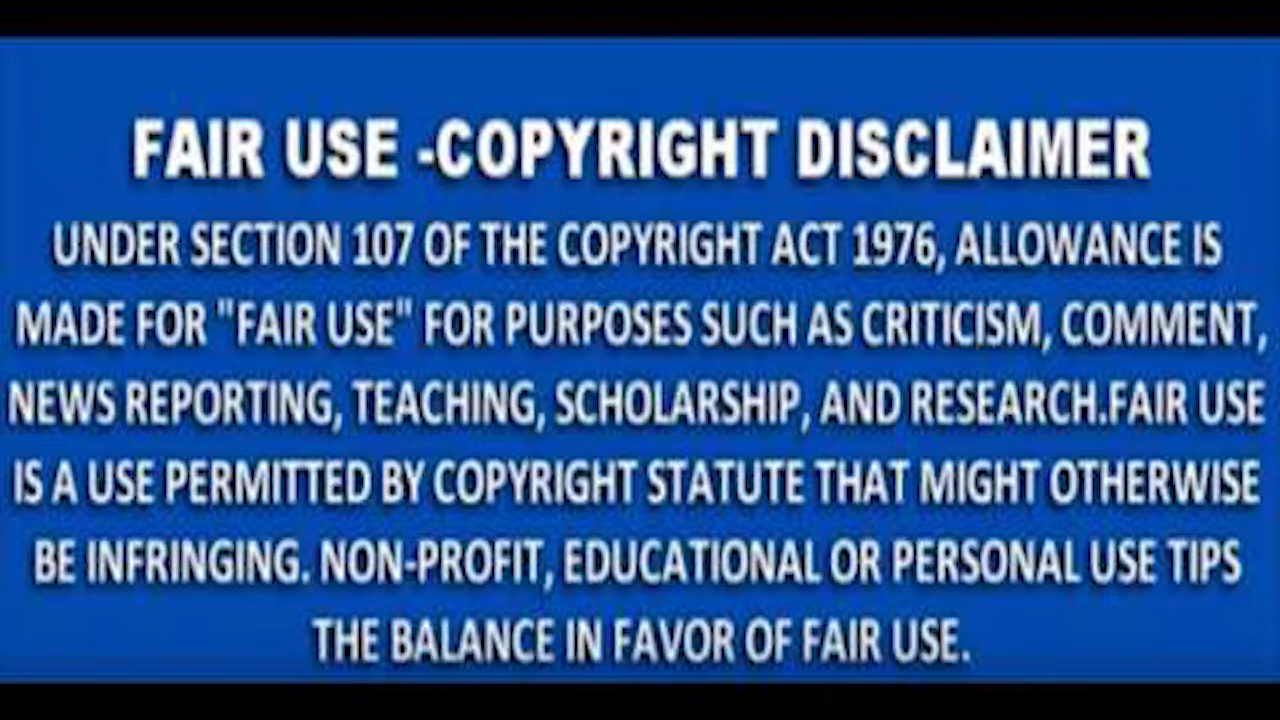 FAIR USE -COPYRIGHT DISCLAIMER
UNDER SECTION 107 OF THE COPYRIGHT ACT 1976, ALLOWANCE IS
MADE FOR "FAIR USE" FOR PURPOSES SUCH AS CRITICISM, COMMENT,
NEWS REPORTING, TEACHING, SCHOLARSHIP, AND RESEARCH.FAIR USE
IS A USE PERMITTED BY COPYRIGHT STATUTE THAT MIGHT OTHERWISE
BE INFRINGING. NON-PROFIT, EDUCATIONAL OR PERSONAL USE TIPS
THE BALANCE IN FAVOR OF FAIR USE.